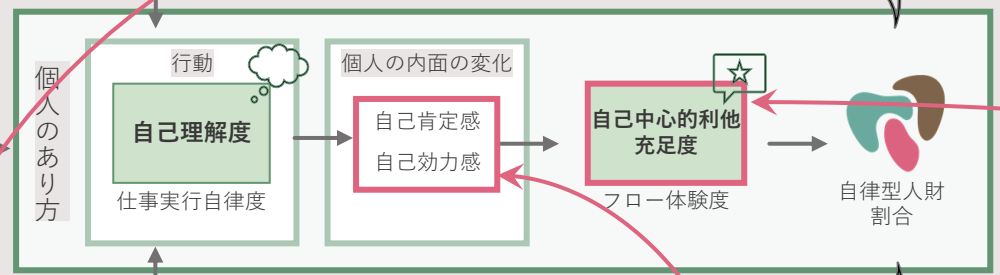 個人のあり方
行動
自己理解度
仕事実行自律度
個人の内面の変化
自己肯定感
自己効力感
自己中心的利他
充足度
フロー体験度
自律型人財
割合